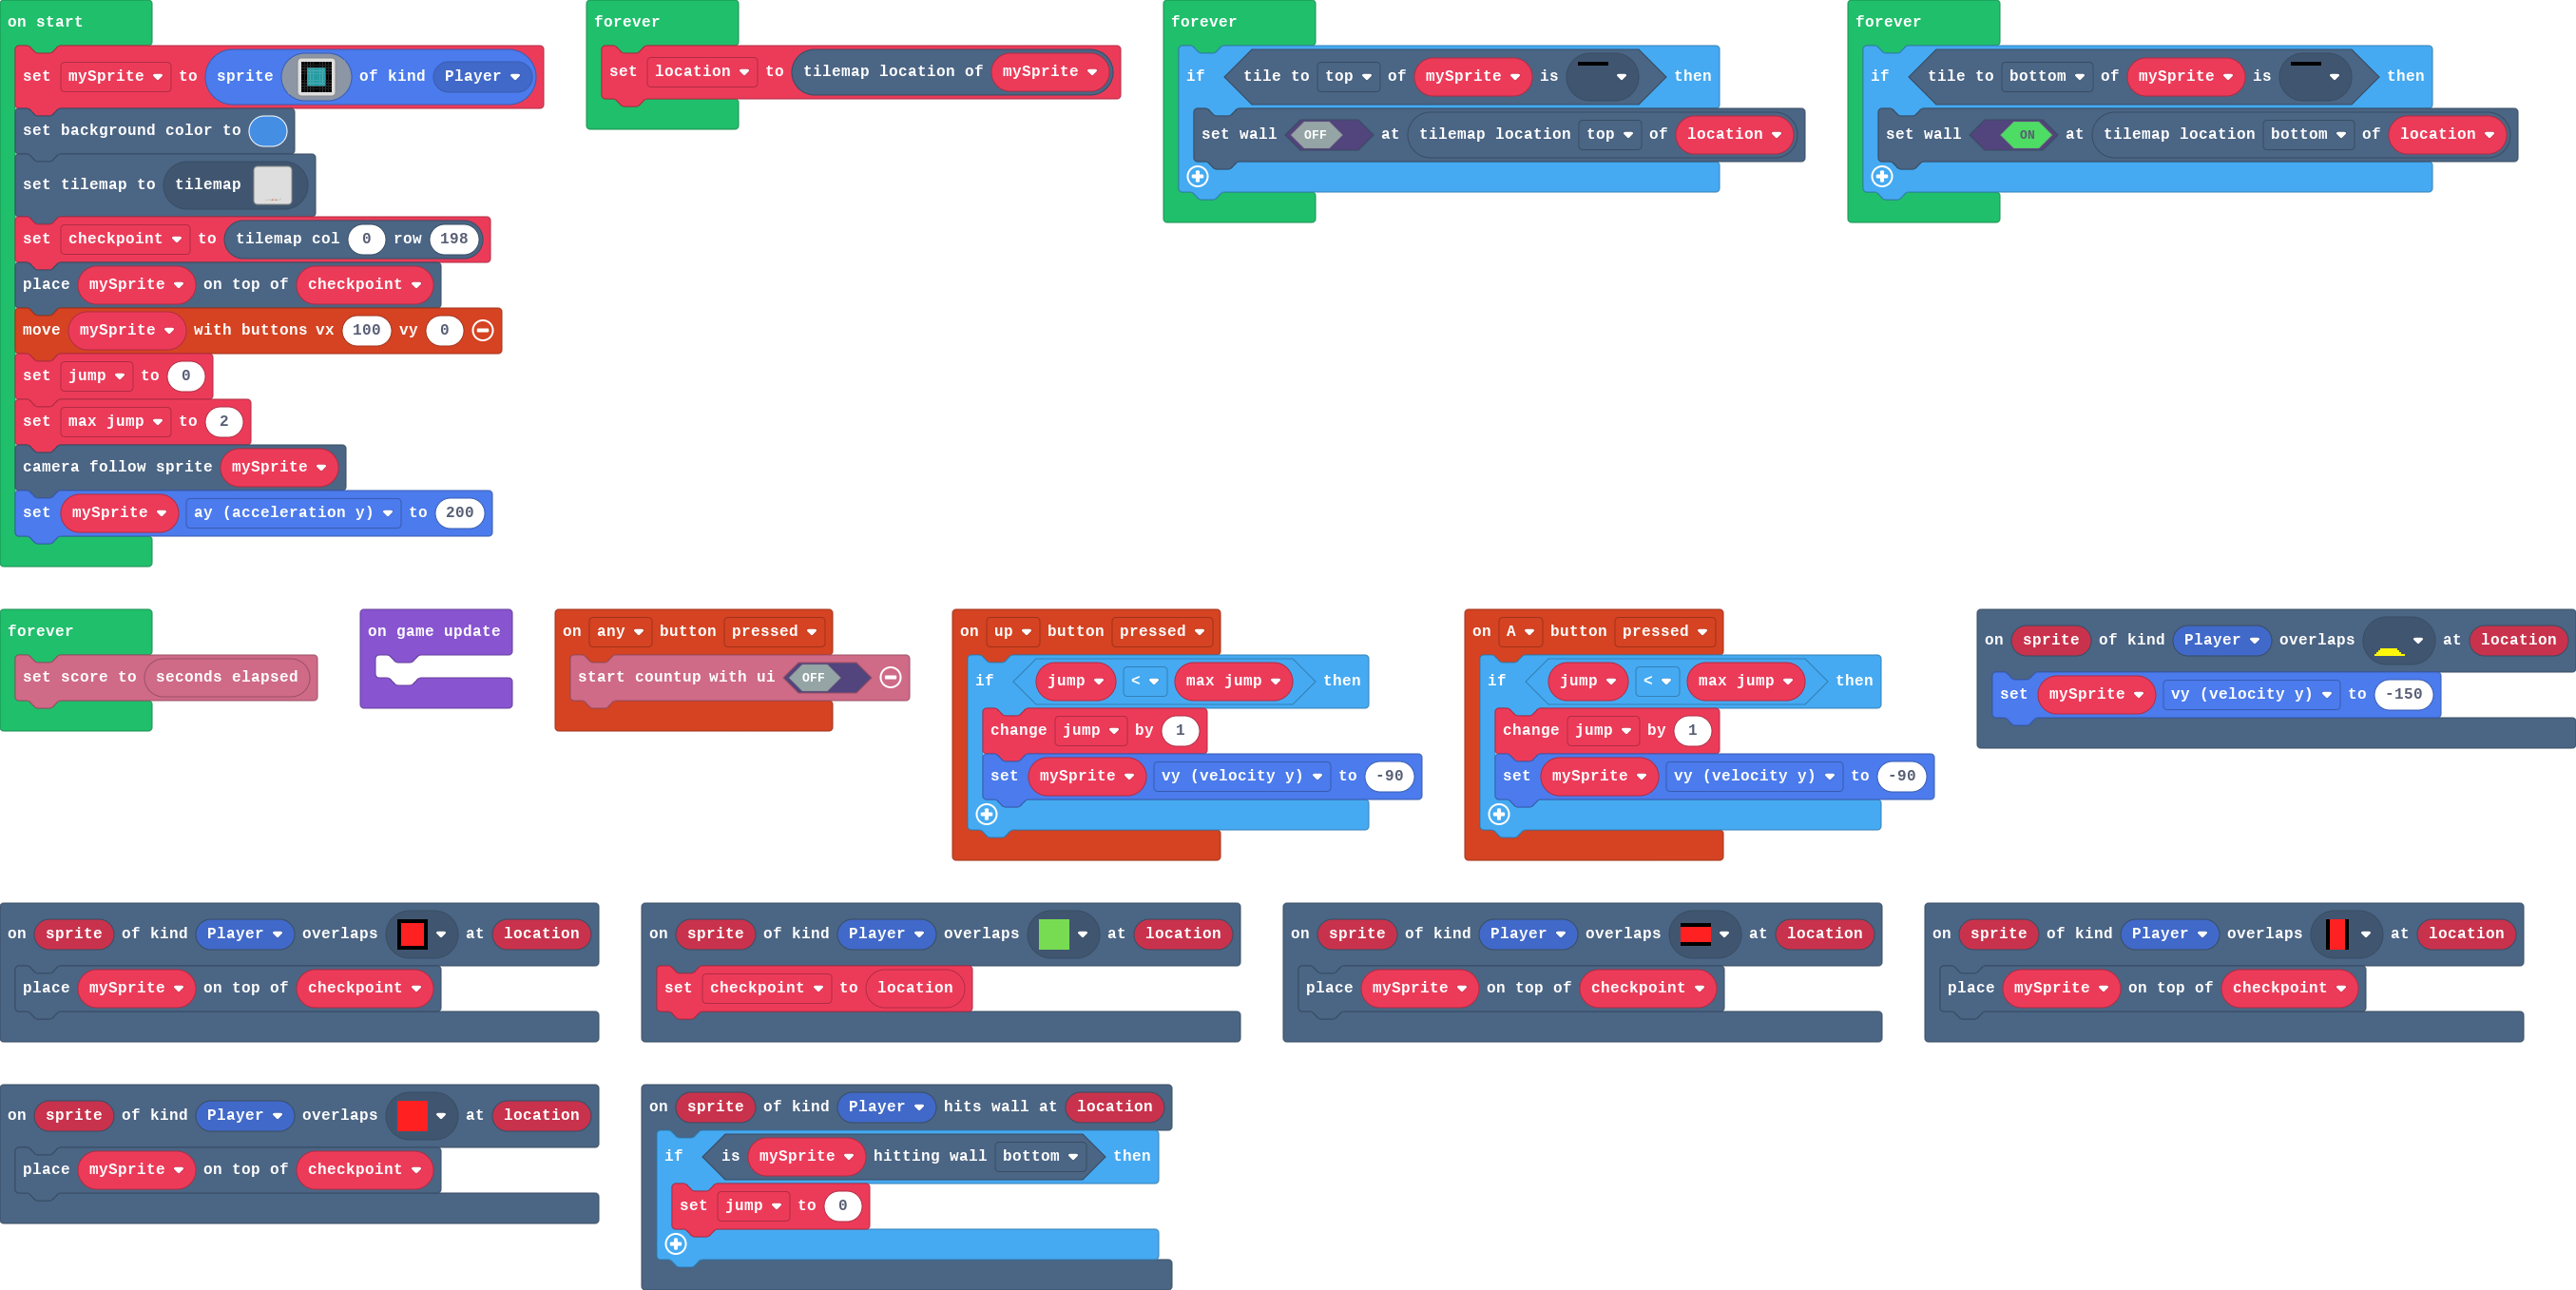 on start
set mySprite to sprite of kind Player
set background color to
set tilemap to tilemap
set checkpoint to tilemap col 0 row 198
place mySprite on top of checkpoint
move mySprite with buttons vx 100 vy 0
set jump to 0
set max jump to 2
camera follow sprite mySprite
set mySprite ay (acceleration y) to 200
forever
set location to tilemap location of mySprite
forever
if tile to top of mySprite is then
set wall OFF at tilemap location top of location
forever
if tile to bottom of mySprite is then
set wall ON at tilemap location bottom of location
forever
set score to seconds elapsed
on game update
on any button pressed
start countup with ui OFF
on up button pressed
if jump < max jump then
change jump by 1
set mySprite vy (velocity y) to -90
on A button pressed
if jump < max jump then
change jump by 1
set mySprite vy (velocity y) to -90
on sprite of kind Player overlaps at location
set mySprite vy (velocity y) to -150
on sprite of kind Player overlaps at location
place mySprite on top of checkpoint
on sprite of kind Player overlaps at location
set checkpoint to location
on sprite of kind Player overlaps at location
place mySprite on top of checkpoint
on sprite of kind Player overlaps at location
place mySprite on top of checkpoint
on sprite of kind Player overlaps at location
place mySprite on top of checkpoint
on sprite of kind Player hits wall at location
if is mySprite hitting wall bottom then
set jump to 0